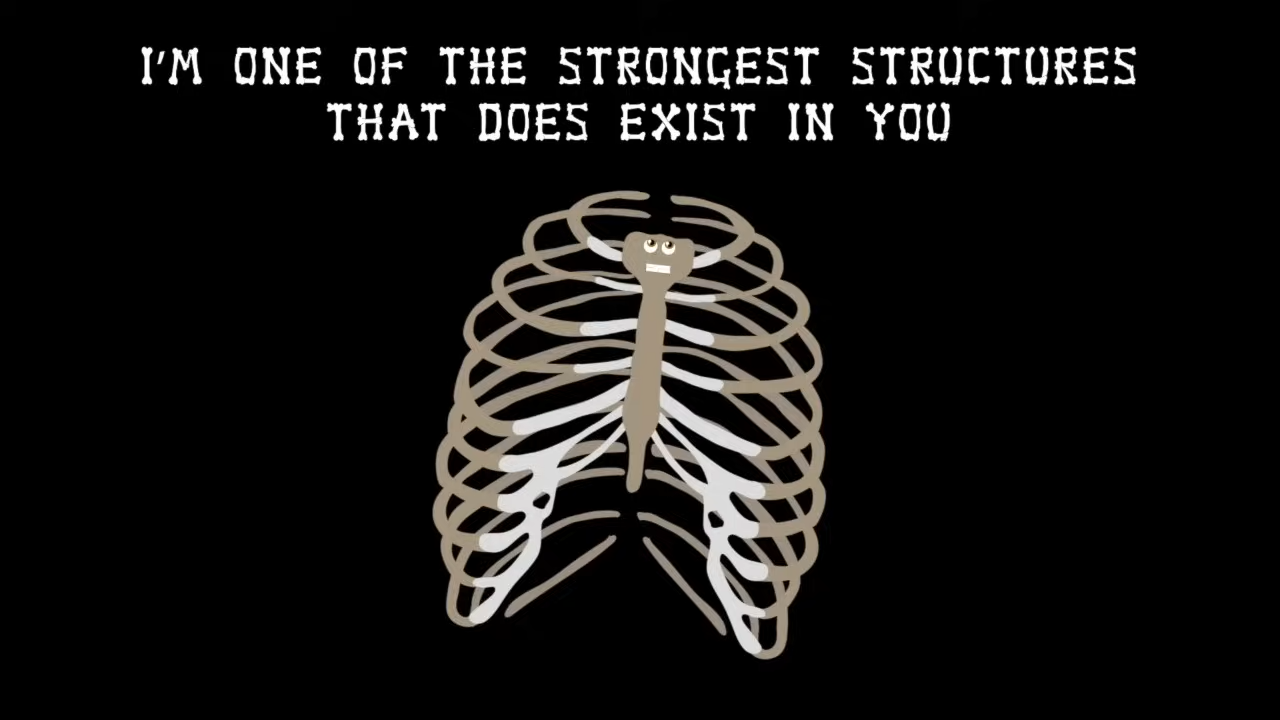 I'M ONE OF THE STRONGEST STRUCTURES
THAT DOES EXIST IN YOU